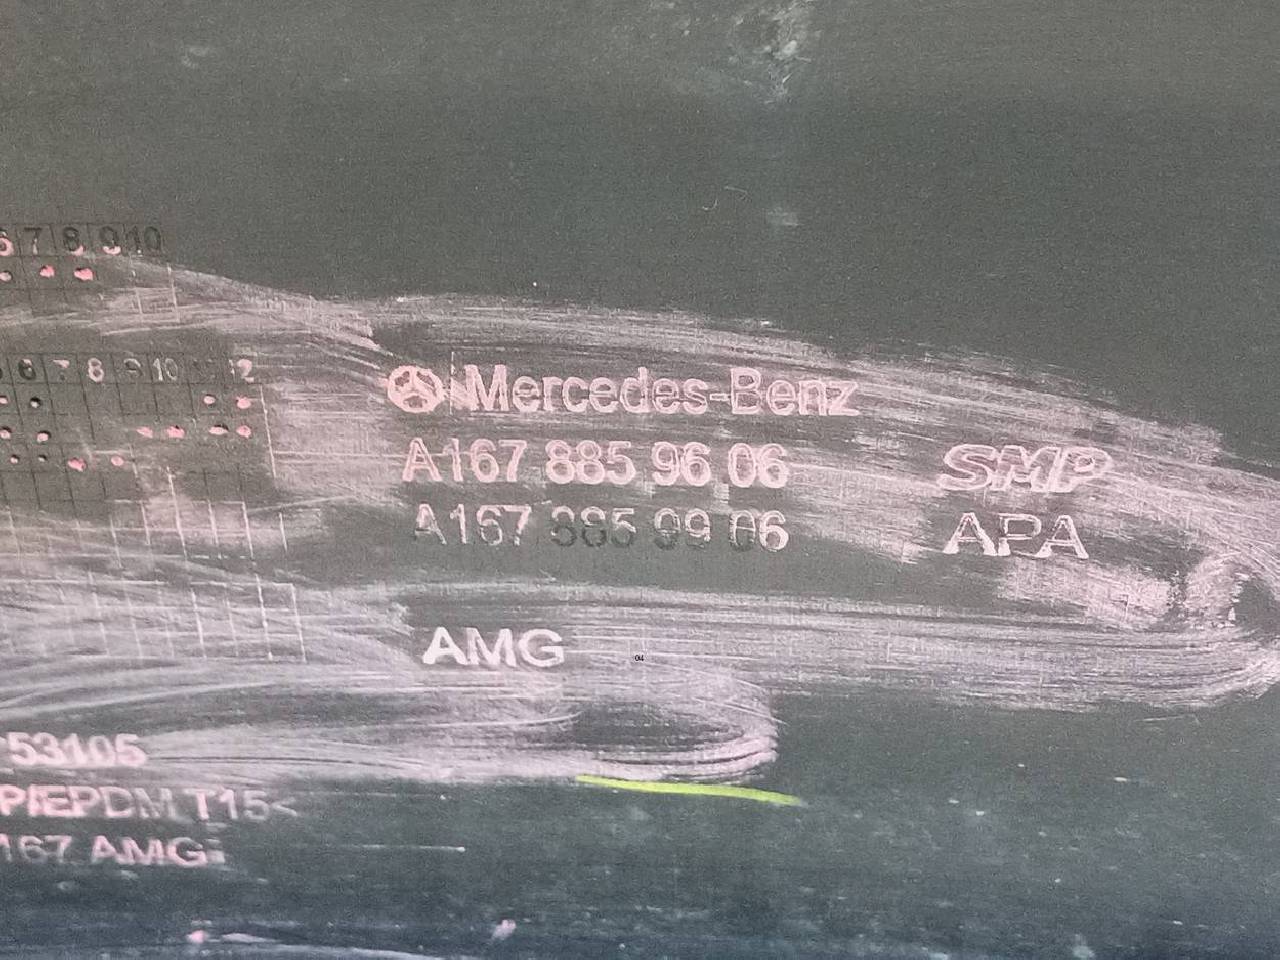 6 7 8 9 10
6 7 8 9 10 12
Mercedes-Benz
A167 885 96 06
SMP
A167 885 99 06
APA
AMG
53105
P/EPDM T15<
167 AMG